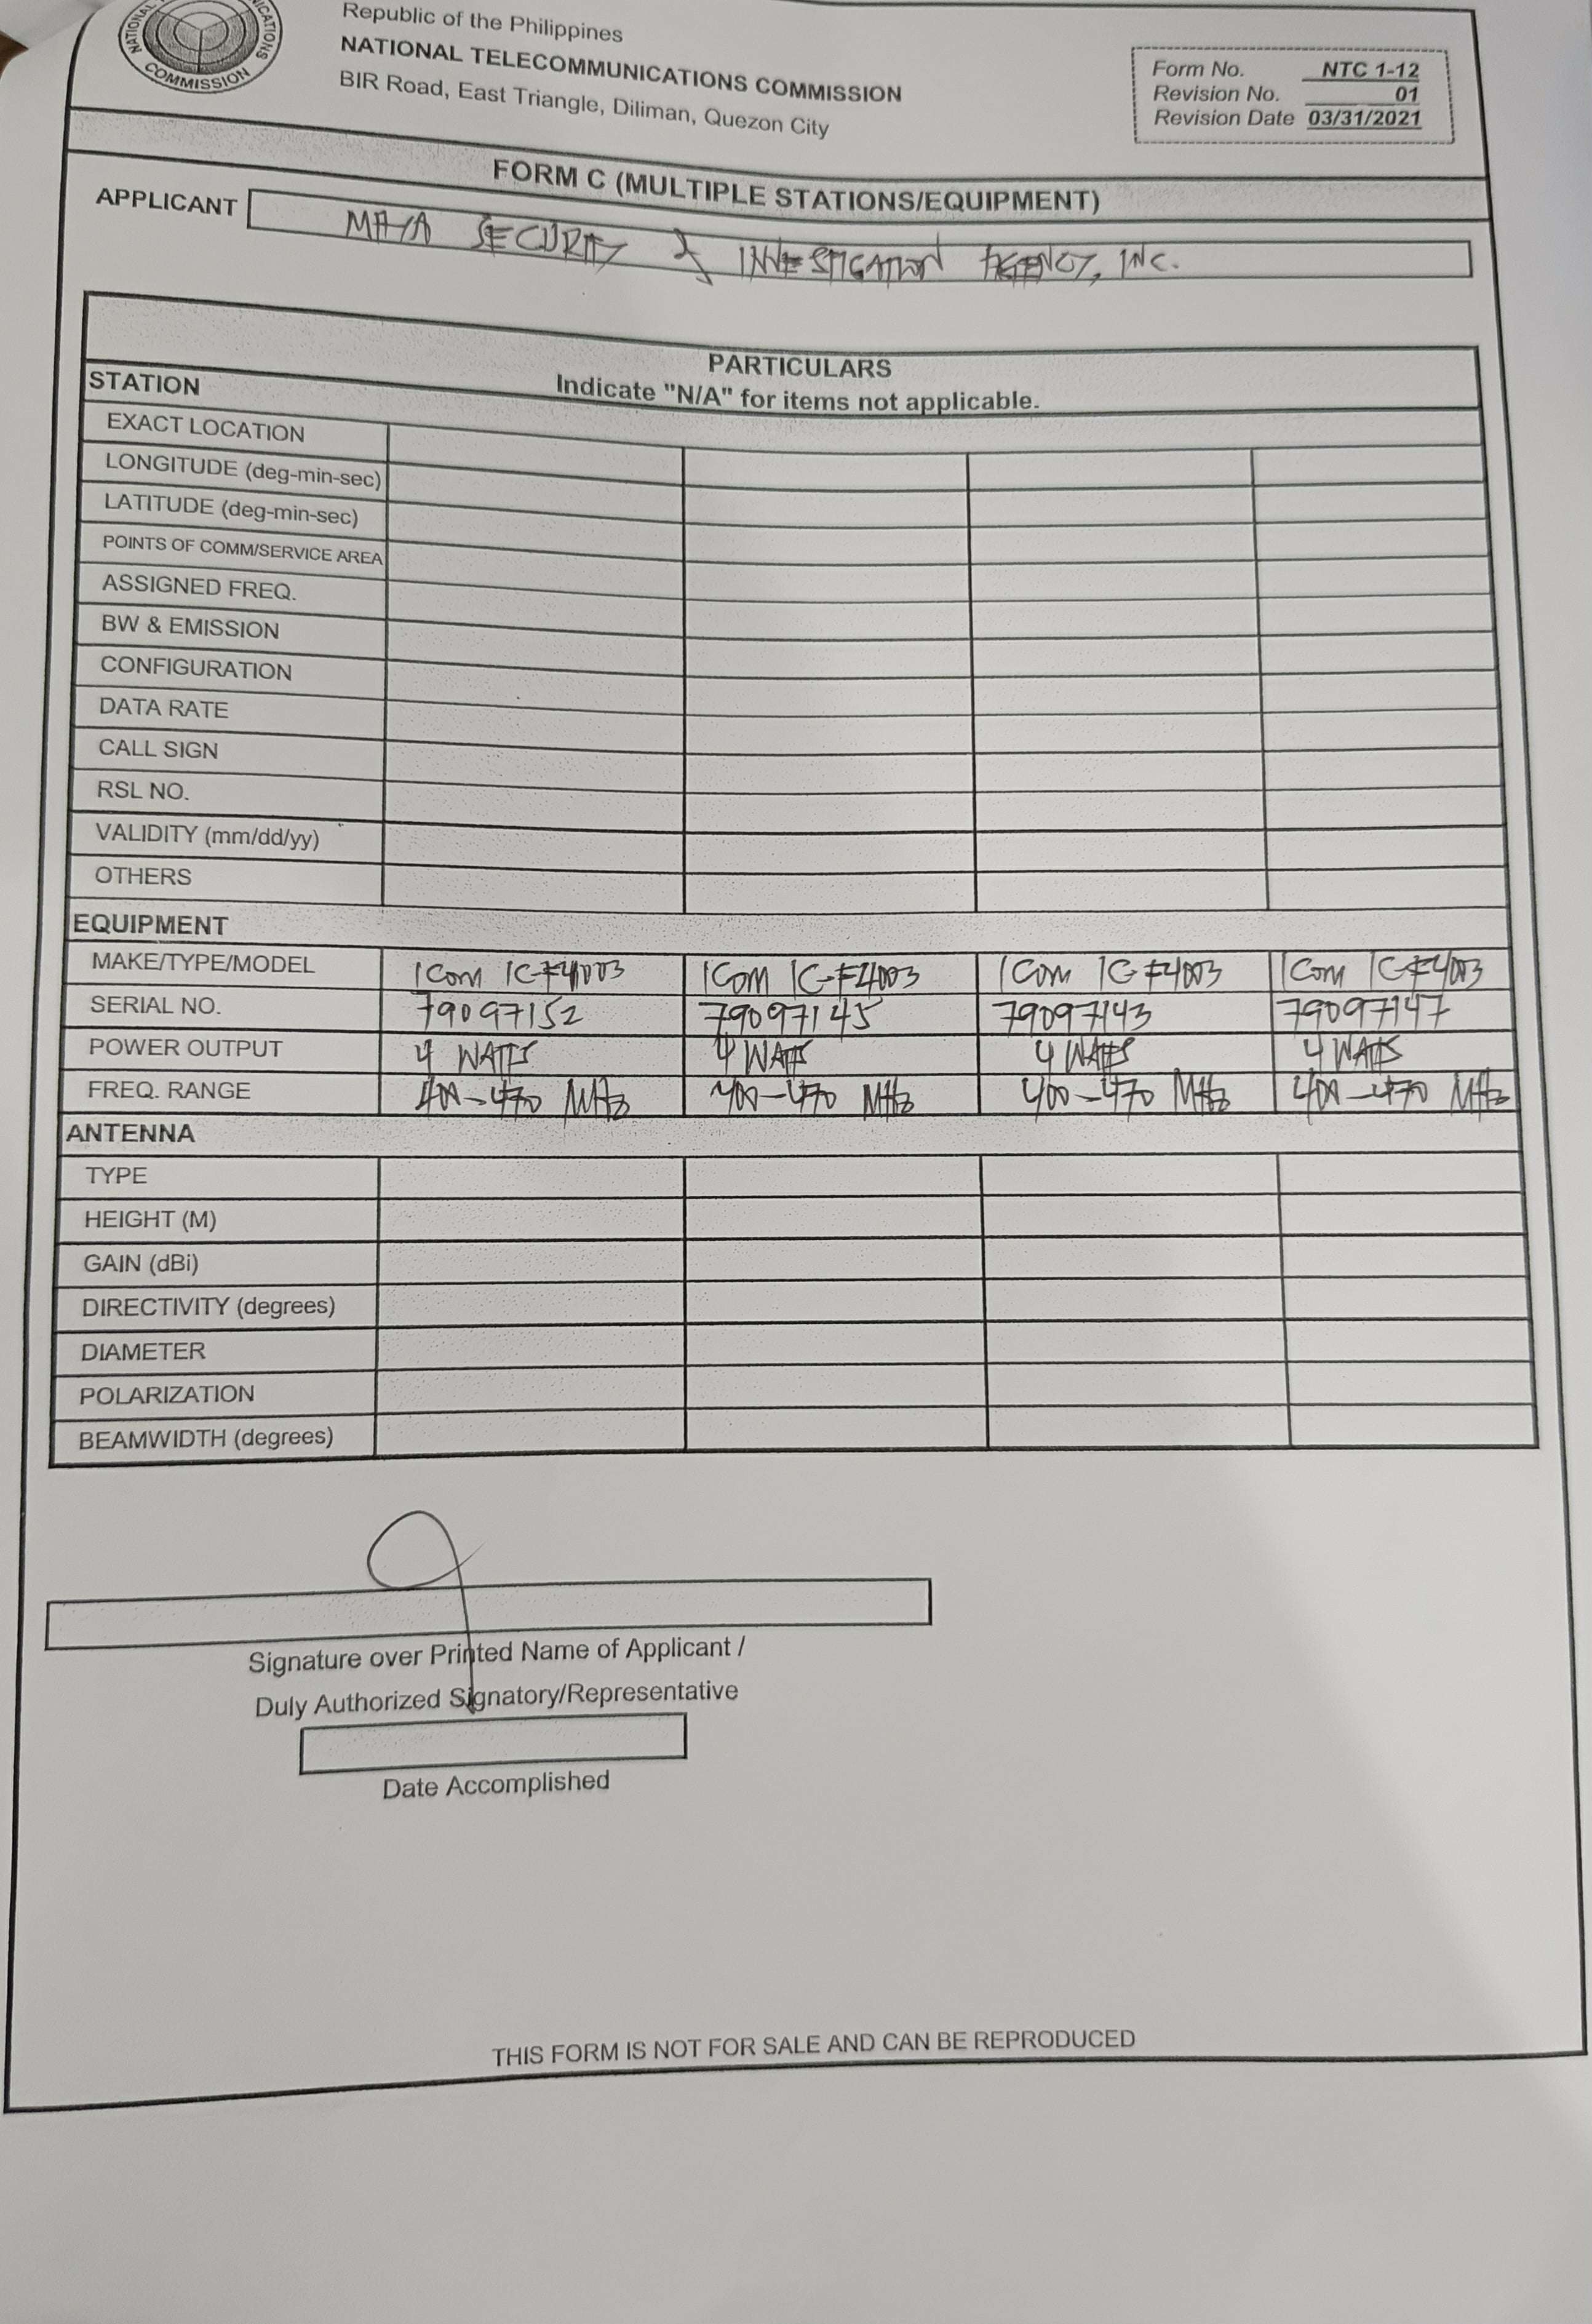 Republic of the Philippines
NATIONAL TELECOMMUNICATIONS COMMISSION
BIR Road, East Triangle, Diliman, Quezon City
NATIONAL
COMMISSION
Form No. NTC 1-12
Revision No. 01
Revision Date 03/31/2021
FORM C (MULTIPLE STATIONS/EQUIPMENT)
APPLICANT SECURITY & INVESTIGATION AGENCY, INC.
PARTICULARS
Indicate "N/A" for items not applicable.
STATION
EXACT LOCATION
LONGITUDE (deg-min-sec)
LATITUDE (deg-min-sec)
POINTS OF COMM/SERVICE AREA
ASSIGNED FREQ.
BW & EMISSION
CONFIGURATION
DATA RATE
CALL SIGN
RSL NO.
VALIDITY (mm/dd/yy)
OTHERS
EQUIPMENT
MAKE/TYPE/MODEL ICom IC-F4003 ICom IC-F4003 ICom IC-F4003 ICom IC-F4003
SERIAL NO. 79097152 79097145 79097143 79097147
POWER OUTPUT 4 WATTS 4 WATTS 4 WATTS 4 WATTS
FREQ. RANGE 400-470 MHz 400-470 MHz 400-470 MHz 400-470 MHz
ANTENNA
TYPE
HEIGHT (M)
GAIN (dBi)
DIRECTIVITY (degrees)
DIAMETER
POLARIZATION
BEAMWIDTH (degrees)
Signature over Printed Name of Applicant /
Duly Authorized Signatory/Representative
Date Accomplished
THIS FORM IS NOT FOR SALE AND CAN BE REPRODUCED